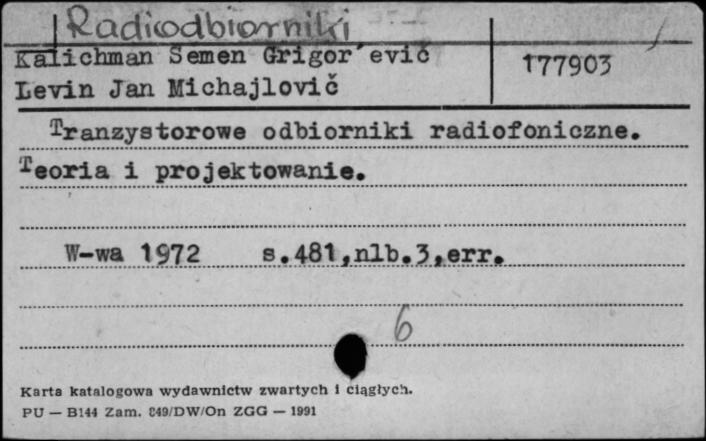 Radioodbiorniki
Kalichman Semen Grigor'evič
177903
Levin Jan Michajlovič
Tranzystorowe odbiorniki radiofoniczne.
Teoria i projektowanie.
W-wa 1972 s.481,nlb.3,err.
6
Karta katalogowa wydawnictw zwartych i ciągłych.
PU — B144 Zam. 849/DW/On ZGG — 1991